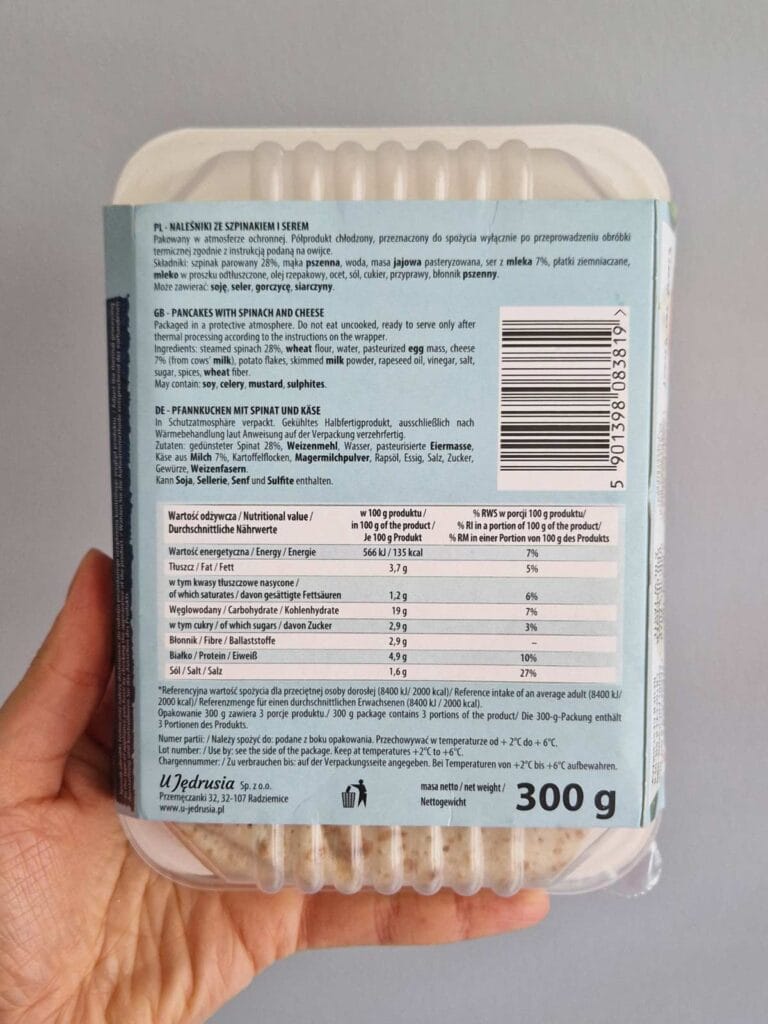 PL - NALEŚNIKI ZE SZPINAKIEM I SEREM
Pakowany w atmosferze ochronnej. Półprodukt chłodzony, przeznaczony do spożycia wyłącznie po przeprowadzeniu obróbki
termicznej zgodnie z instrukcją podaną na owijce.
Składniki: szpinak parowany 28%, mąka pszenna, woda, masa jajowa pasteryzowana, ser z mleka 7%, płatki ziemniaczane,
mleko w proszku odtłuszczone, olej rzepakowy, ocet, sól, cukier, przyprawy, błonnik pszenny.
Może zawierać: soję, seler, gorczycę, siarczyny.
GB - PANCAKES WITH SPINACH AND CHEESE
Packaged in a protective atmosphere. Do not eat uncooked, ready to serve only after
thermal processing according to the instructions on the wrapper.
Ingredients: steamed spinach 28%, wheat flour, water, pasteurized egg mass, cheese
7% (from cows' milk), potato flakes, skimmed milk powder, rapeseed oil, vinegar, salt,
sugar, spices, wheat fiber.
May contain: soy, celery, mustard, sulphites.
DE - PFANNKUCHEN MIT SPINAT UND KÄSE
In Schutzatmosphäre verpackt. Gekühltes Halbfertigprodukt, ausschließlich nach
Wärmebehandlung laut Anweisung auf der Verpackung verzehrfertig.
Zutaten: gedünsteter Spinat 28%, Weizenmehl, Wasser, pasteurisierte Eiermasse,
Käse aus Milch 7%, Kartoffelflocken, Magermilchpulver, Rapsöl, Essig, Salz, Zucker,
Gewürze, Weizenfasern.
Kann Soja, Sellerie, Senf und Sulfite enthalten.
5 901398 083819 >
Wartość odżywcza / Nutritional value / Durchschnittliche Nährwerte w 100 g produktu / in 100 g of the product / Je 100 g Produkt % RWS w porcji 100 g produktu/ % RI in a portion of 100 g of the product/ % RM in einer Portion von 100 g des Produkts
Wartość energetyczna / Energy / Energie 566 kJ / 135 kcal 7%
Tłuszcz / Fat / Fett 3,7 g 5%
w tym kwasy tłuszczowe nasycone /
of which saturates / davon gesättigte Fettsäuren 1,2 g 6%
Węglowodany / Carbohydrate / Kohlenhydrate 19 g 7%
w tym cukry / of which sugars / davon Zucker 2,9 g 3%
Błonnik / Fibre / Ballaststoffe 2,9 g –
Białko / Protein / Eiweiß 4,9 g 10%
Sól / Salt / Salz 1,6 g 27%
*Referencyjna wartość spożycia dla przeciętnej osoby dorosłej (8400 kJ/ 2000 kcal)/ Reference intake of an average adult (8400 kJ/
2000 kcal)/ Referenzmenge für einen durchschnittlichen Erwachsenen (8400 kJ / 2000 kcal).
Opakowanie 300 g zawiera 3 porcje produktu./ 300 g package contains 3 portions of the product/ Die 300-g-Packung enthält
3 Portionen des Produkts.
Numer partii: / Należy spożyć do: podane z boku opakowania. Przechowywać w temperaturze od + 2°C do + 6°C.
Lot number: / Use by: see the side of the package. Keep at temperatures +2°C to +6°C.
Chargennummer: / Zu verbrauchen bis: auf der Verpackungsseite angegeben. Bei Temperaturen von +2°C bis +6°C aufbewahren.
U Jędrusia Sp. z o.o.
Przemęczanki 32, 32-107 Radziemice
www.u-jedrusia.pl
masa netto / net weight /
Nettogewicht
300 g